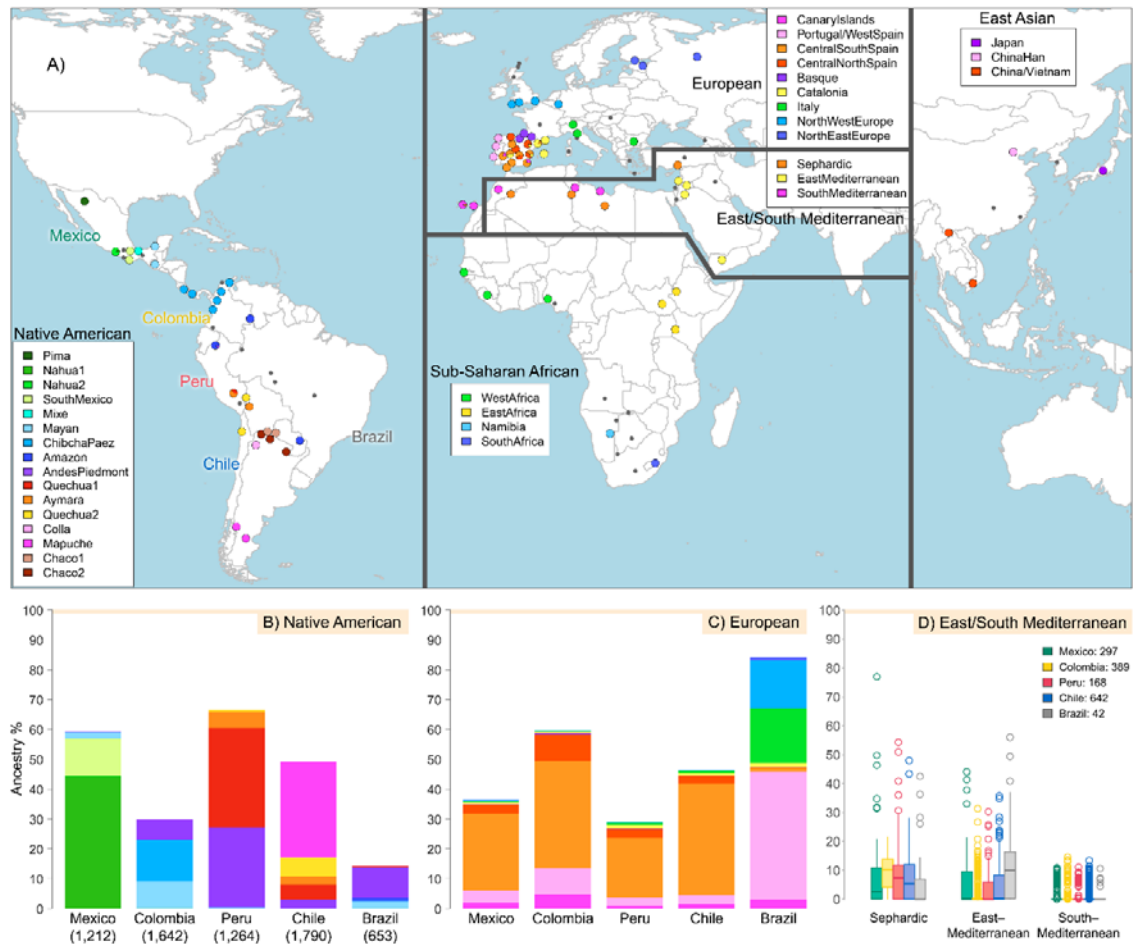 A)
CanaryIslands
Portugal/WestSpain
CentralSouthSpain
CentralNorthSpain
Basque
Catalonia
Italy
NorthWestEurope
NorthEastEurope
European
East Asian
Japan
ChinaHan
China/Vietnam
Sephardic
EastMediterranean
SouthMediterranean
East/South Mediterranean
Mexico
Colombia
Peru
Brazil
Chile
Native American
Pima
Nahua1
Nahua2
SouthMexico
Mixe
Mayan
ChibchaPaez
Amazon
AndesPiedmont
Quechua1
Aymara
Quechua2
Colla
Mapuche
Chaco1
Chaco2
Sub-Saharan African
WestAfrica
EastAfrica
Namibia
SouthAfrica
B) Native American
Ancestry %
100
90
80
70
60
50
40
30
20
10
0
Mexico Colombia Peru Chile Brazil
(1,212) (1,642) (1,264) (1,790) (653)
C) European
100
90
80
70
60
50
40
30
20
10
0
Mexico Colombia Peru Chile Brazil
D) East/South Mediterranean
Mexico: 297
Colombia: 389
Peru: 168
Chile: 642
Brazil: 42
100
90
80
70
60
50
40
30
20
10
0
Sephardic East– South–
Mediterranean Mediterranean